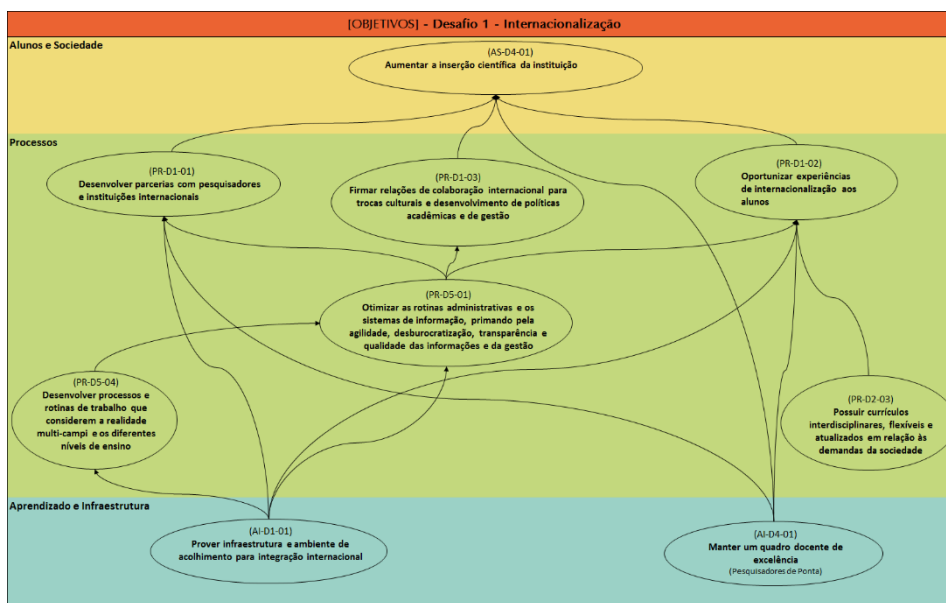 [OBJETIVOS] - Desafio 1 - Internacionalização
Alunos e Sociedade
(AS-D4-01)
Aumentar a inserção científica da instituição
Processos
(PR-D1-01)
Desenvolver parcerias com pesquisadores
e instituições internacionais
(PR-D1-03)
Firmar relações de colaboração internacional para
trocas culturais e desenvolvimento de políticas
acadêmicas e de gestão
(PR-D1-02)
Oportunizar experiências
de internacionalização aos
alunos
(PR-D5-01)
Otimizar as rotinas administrativas e os
sistemas de informação, primando pela
agilidade, desburocratização, transparência e
qualidade das informações e da gestão
(PR-D5-04)
Desenvolver processos e
rotinas de trabalho que
considerem a realidade
multi-campi e os diferentes
níveis de ensino
(PR-D2-03)
Possuir currículos
interdisciplinares, flexíveis e
atualizados em relação às
demandas da sociedade
Aprendizado e Infraestrutura
(AI-D1-01)
Prover infraestrutura e ambiente de
acolhimento para integração internacional
(AI-D4-01)
Manter um quadro docente de
excelência
(Pesquisadores de Ponta)